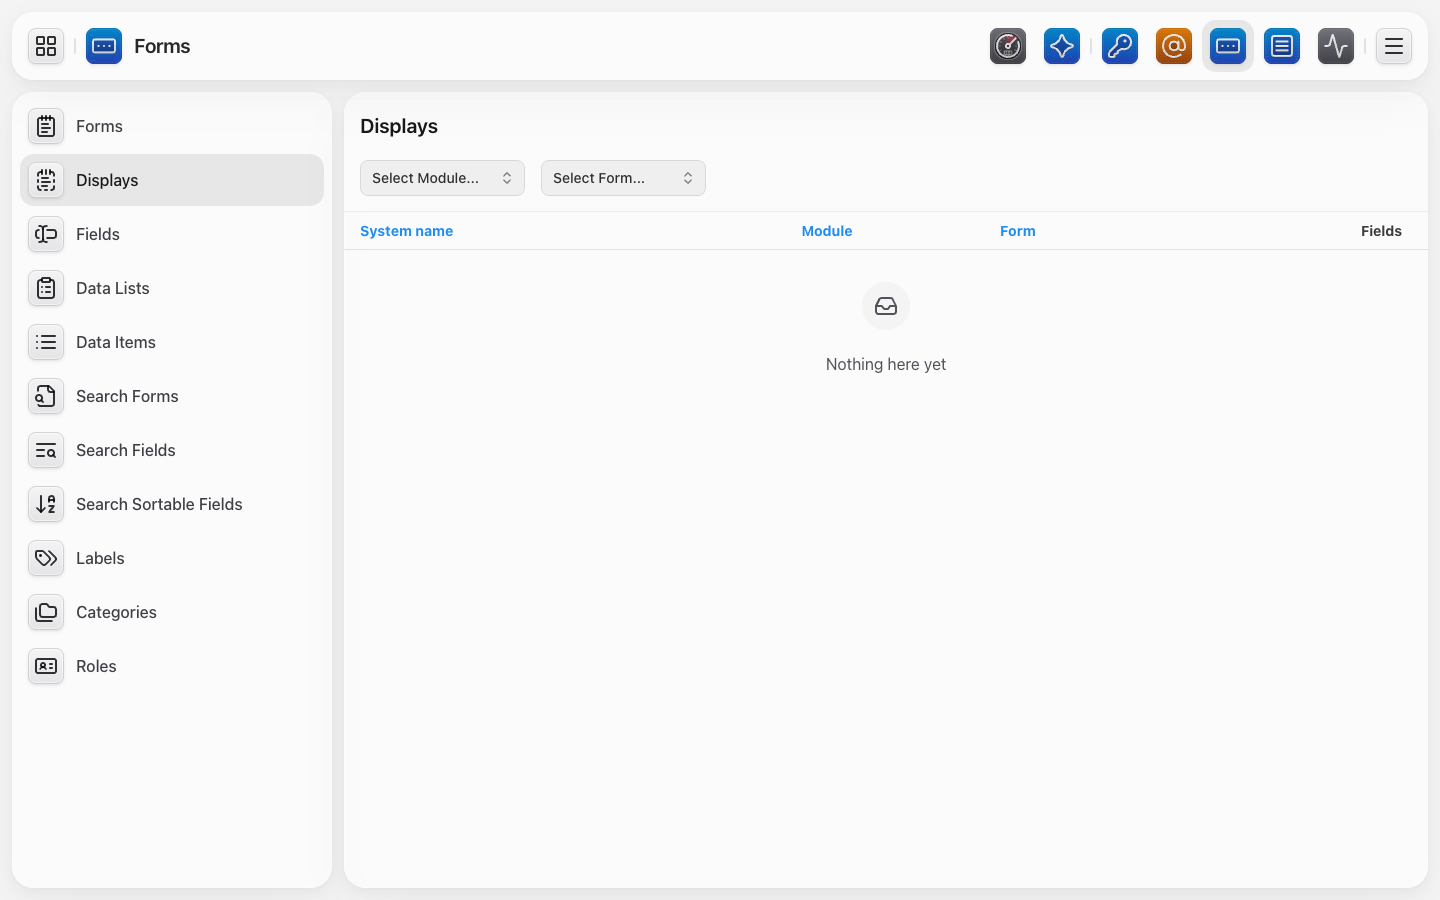 Forms
Forms
Displays
Fields
Data Lists
Data Items
Search Forms
Search Fields
Search Sortable Fields
Labels
Categories
Roles
Displays
Select Module...
Select Form...
System name
Module
Form
Fields
Nothing here yet